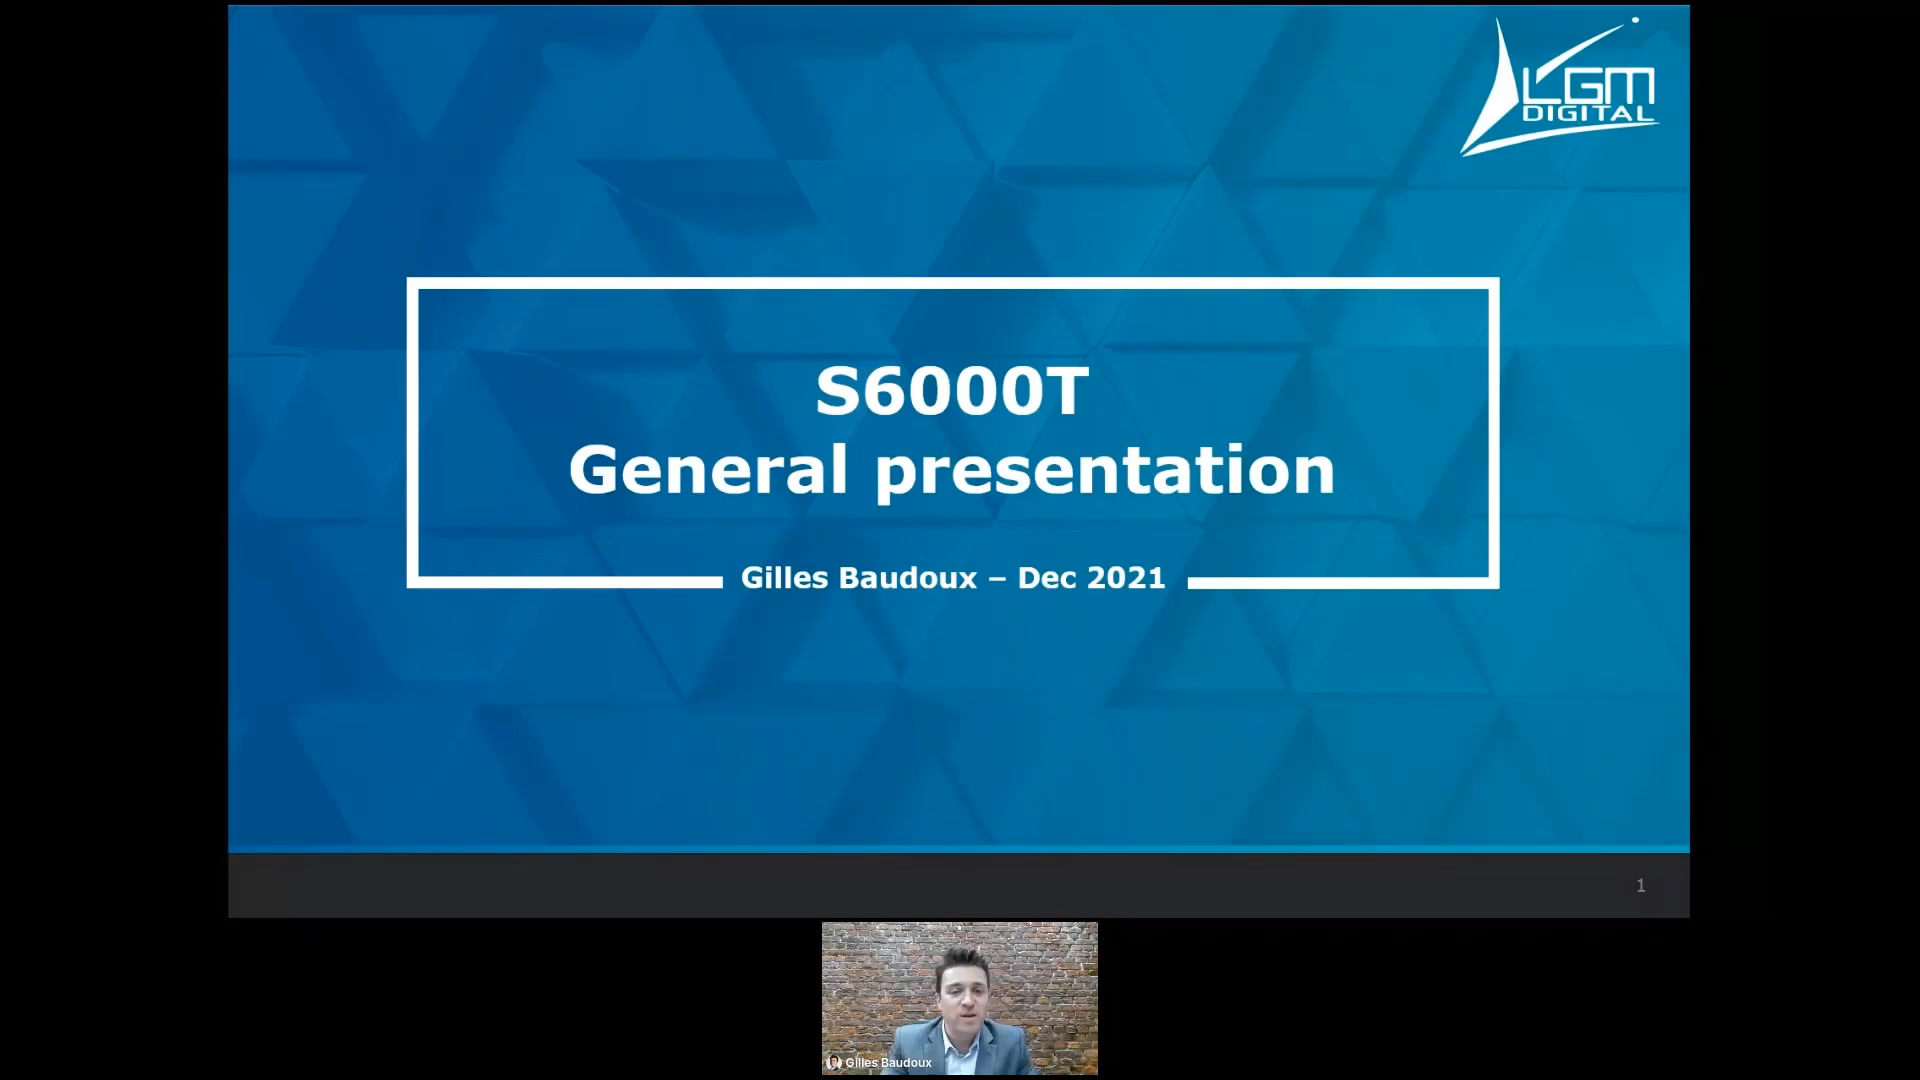 LGM
DIGITAL
S6000T
General presentation
Gilles Baudoux – Dec 2021
1
Gilles Baudoux